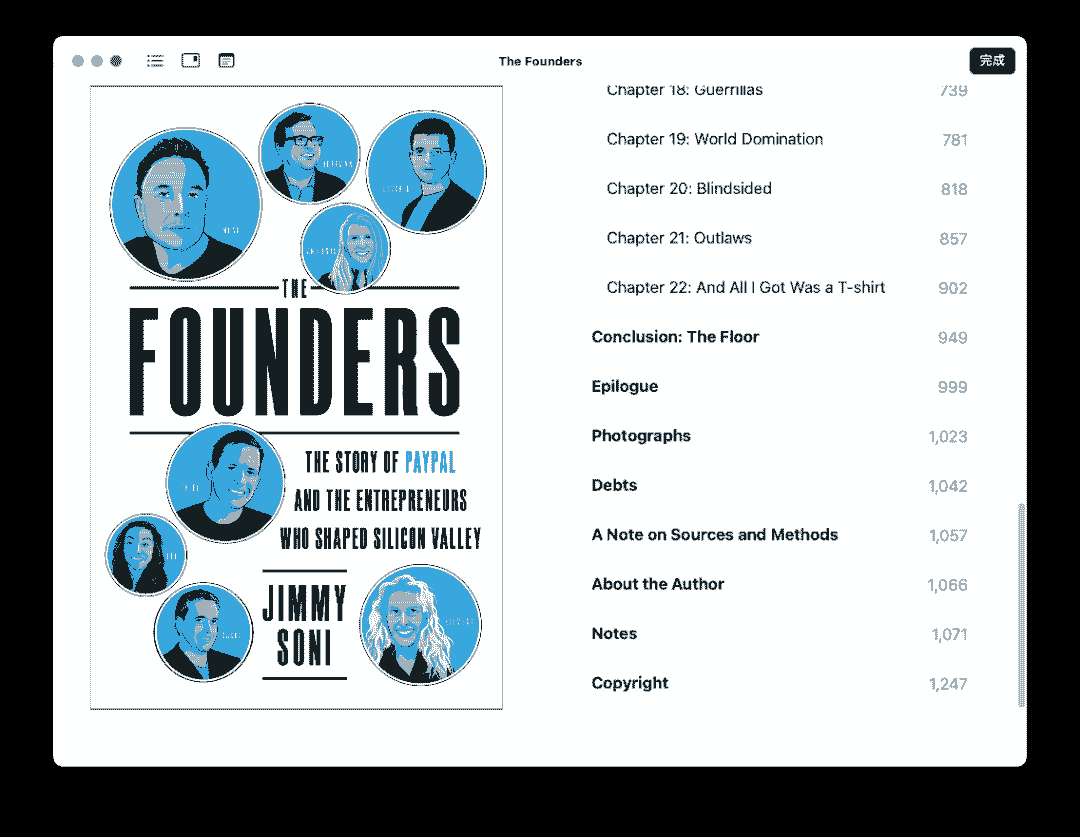 The Founders
完成
HOFFMAN
LEVCHIN
MUSK
THE
FOUNDERS
THE STORY OF PAYPAL
AND THE ENTREPRENEURS
WHO SHAPED SILICON VALLEY
JIMMY
SONI
Chapter 18: Guerrillas 739
Chapter 19: World Domination 781
Chapter 20: Blindsided 818
Chapter 21: Outlaws 857
Chapter 22: And All I Got Was a T-shirt 902
Conclusion: The Floor 949
Epilogue 999
Photographs 1,023
Debts 1,042
A Note on Sources and Methods 1,057
About the Author 1,066
Notes 1,071
Copyright 1,247